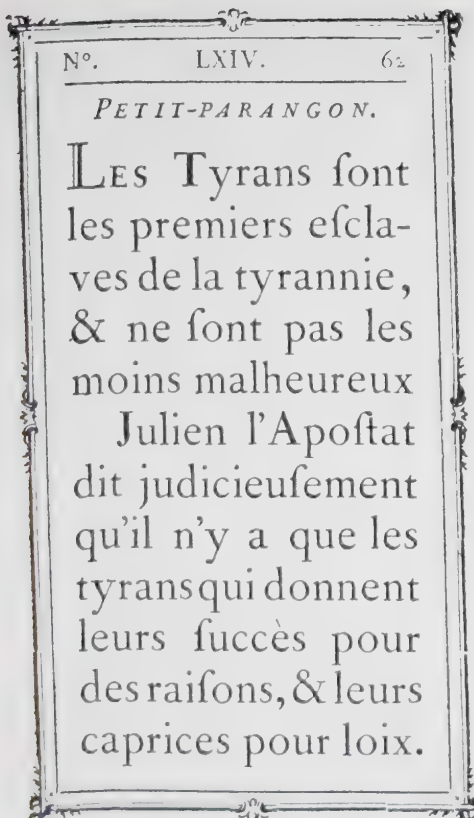 Nº. LXIV. 62
PETIT-PARANGON.
LES Tyrans ſont
les premiers eſcla-
ves de la tyrannie,
& ne ſont pas les
moins malheureux
Julien l'Apoſtat
dit judicieuſement
qu'il n'y a que les
tyrans qui donnent
leurs ſuccès pour
des raiſons, & leurs
caprices pour loix.